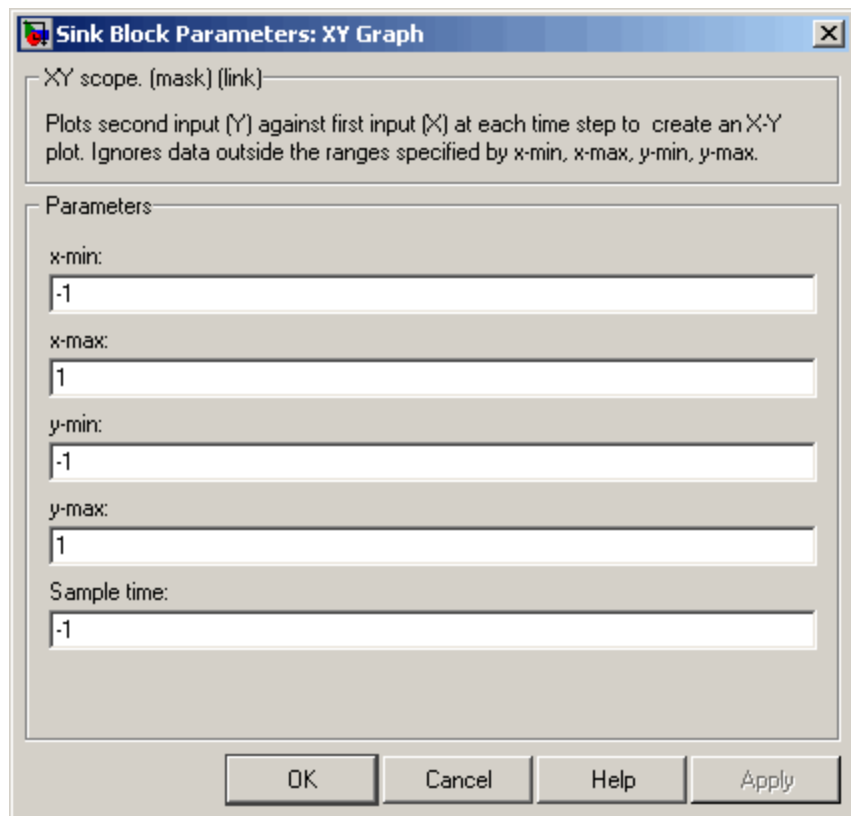 Sink Block Parameters: XY Graph
XY scope. (mask) (link)
Plots second input (Y) against first input (X) at each time step to create an X-Y
plot. Ignores data outside the ranges specified by x-min, x-max, y-min, y-max.
Parameters
x-min:
-1
x-max:
1
y-min:
-1
y-max:
1
Sample time:
-1
OK Cancel Help Apply